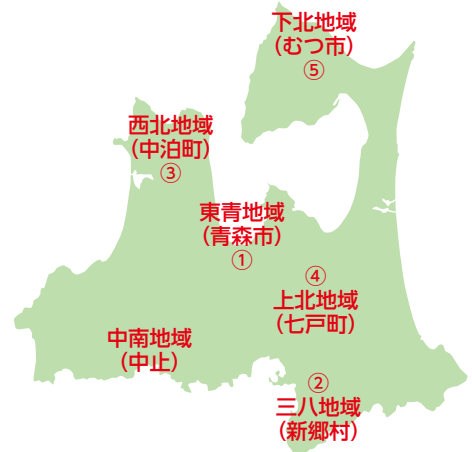 下北地域
(むつ市)
⑤
西北地域
(中泊町)
③
東青地域
(青森市)
①
④
上北地域
(七戸町)
中南地域
(中止)
②
三八地域
(新郷村)